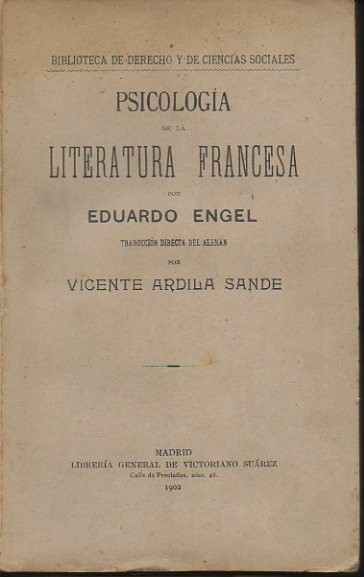 BIBLIOTECA DE DERECHO Y DE CIENCIAS SOCIALES
PSICOLOGÍA
DE LA
LITERATURA FRANCESA
POR
EDUARDO ENGEL
TRADUCCIÓN DIRECTA DEL ALEMÁN
POR
VICENTE ARDILA SANDE
MADRID
LIBRERÍA GENERAL DE VICTORIANO SUÁREZ
Calle de Preciados, núm. 48.
1902